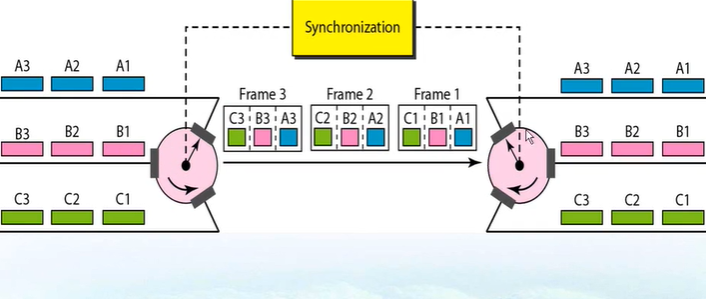 Synchronization
A3 A2 A1
A3 A2 A1
Frame 3 Frame 2 Frame 1
C3 B3 A3 C2 B2 A2 C1 B1 A1
B3 B2 B1
B3 B2 B1
C3 C2 C1
C3 C2 C1